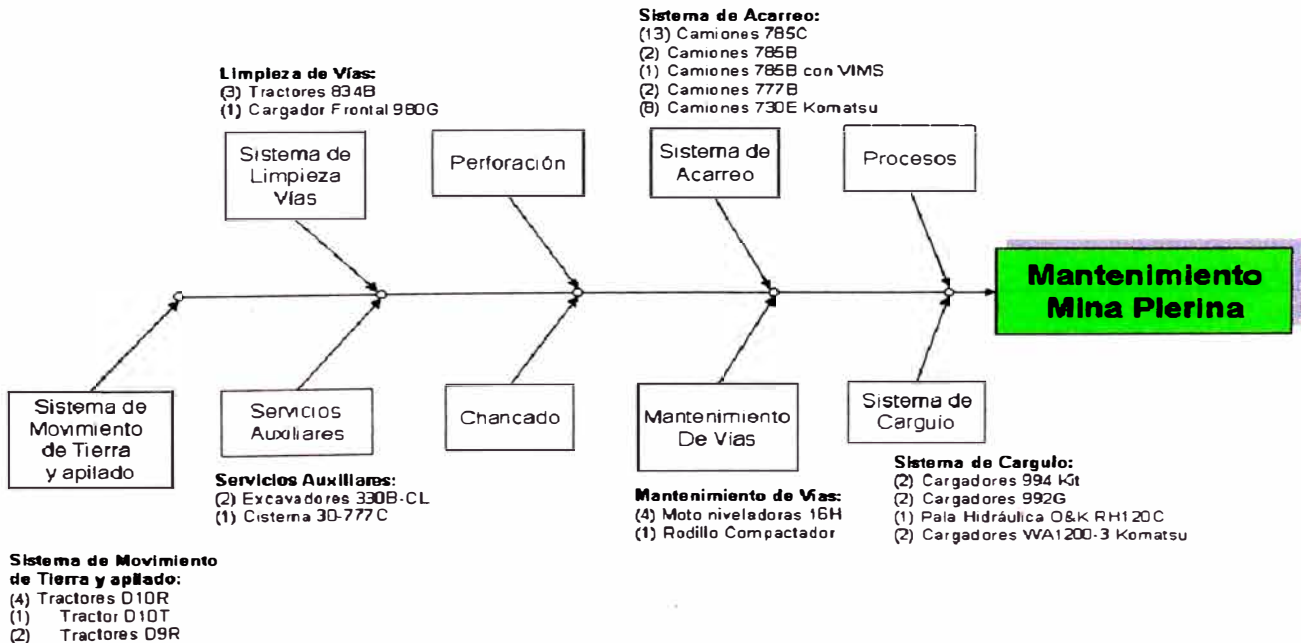 Sistema de Acarreo:
(13) Camiones 785C
(2) Camiones 785B
(1) Camiones 785B con VIMS
(2) Camiones 777B
(8) Camiones 730E Komatsu
Limpieza de Vías:
(3) Tractores 834B
(1) Cargador Frontal 980G
Sistema de
Limpieza
Vías
Perforación
Sistema de
Acarreo
Procesos
Mantenimiento
Mina Pierina
Sistema de
Movimiento
de Tierra
y apilado
Servicios
Auxiliares
Chancado
Mantenimiento
De Vias
Sistema de
Carguio
Servicios Auxiliares:
(2) Excavadores 330B-CL
(1) Cisterna 30-777C
Mantenimiento de Vias:
(4) Moto niveladoras 16H
(1) Rodillo Compactador
Sistema de Carguio:
(2) Cargadores 994 Kit
(2) Cargadores 992G
(1) Pala Hidráulica O&K RH120C
(2) Cargadores WA1200-3 Komatsu
Sistema de Movimiento
de Tierra y apilado:
(4) Tractores D10R
(1) Tractor D10T
(2) Tractores D9R